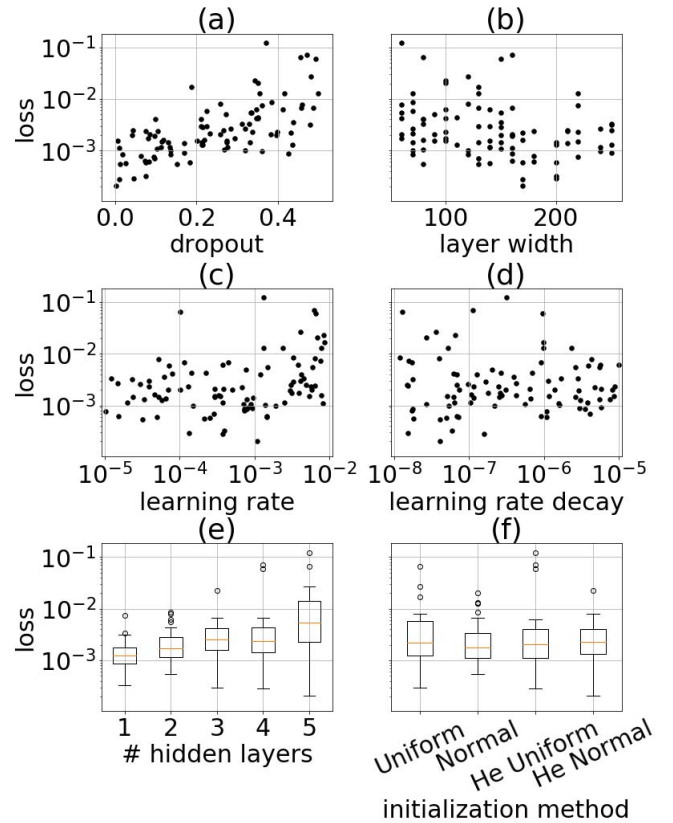 (a) (b)
10⁻¹
10⁻²
10⁻³
loss
0.0 0.2 0.4 100 200
dropout layer width
(c) (d)
10⁻¹
10⁻²
10⁻³
loss
10⁻⁵ 10⁻⁴ 10⁻³ 10⁻² 10⁻⁸ 10⁻⁷ 10⁻⁶ 10⁻⁵
learning rate learning rate decay
(e) (f)
10⁻¹
10⁻²
10⁻³
loss
1 2 3 4 5 Uniform Normal He Uniform He Normal
# hidden layers
initialization method